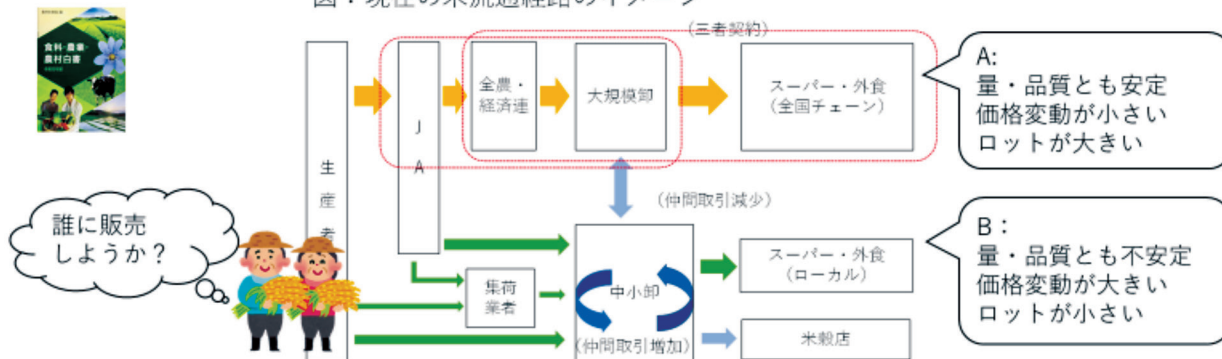 図：現在の米流通経路のイメージ
食料・農業・
農村白書
（三者契約）
生産者
JA
全農・
経済連
大規模卸
スーパー・外食
（全国チェーン）
A:
量・品質とも安定
価格変動が小さい
ロットが大きい
（仲間取引減少）
誰に販売
しようか？
集荷
業者
中小卸
（仲間取引増加）
スーパー・外食
（ローカル）
米穀店
B：
量・品質とも不安定
価格変動が大きい
ロットが小さい